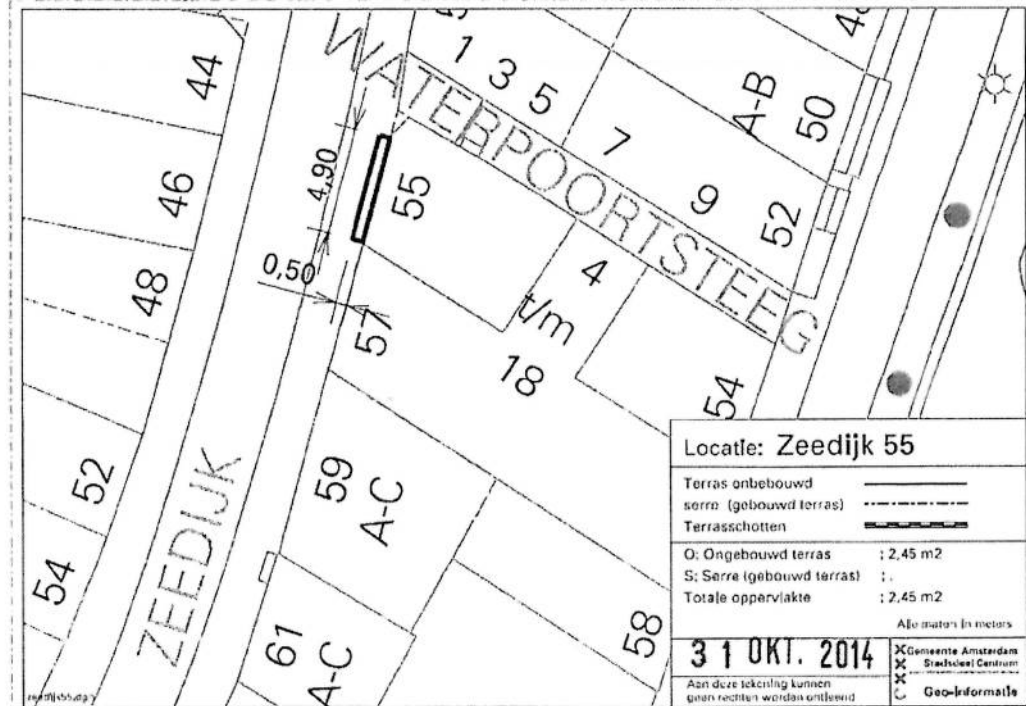 44
46
48
52
54
ZEEDIJK
WATERPOORTSTEEG
1
3
5
7
9
A-B
50
52
4,90
55
0,50
57
4
t/m
18
54
59
A-C
61
A-C
58
Locatie: Zeedijk 55
Terras onbebouwd
serre (gebouwd terras)
Terrasschotten
O: Ongebouwd terras : 2,45 m2
S: Serre (gebouwd terras) : .
Totale oppervlakte : 2,45 m2
Alle maten in meters
31 OKT. 2014
Aan deze tekening kunnen
geen rechten worden ontleend
Gemeente Amsterdam
Stadsdeel Centrum
Geo-Informatie